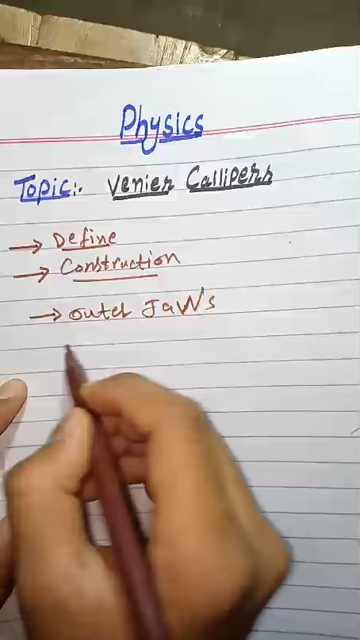 Physics
Topic:- Venier Callipers
→ Define
→ Construction
→ outer Jaws